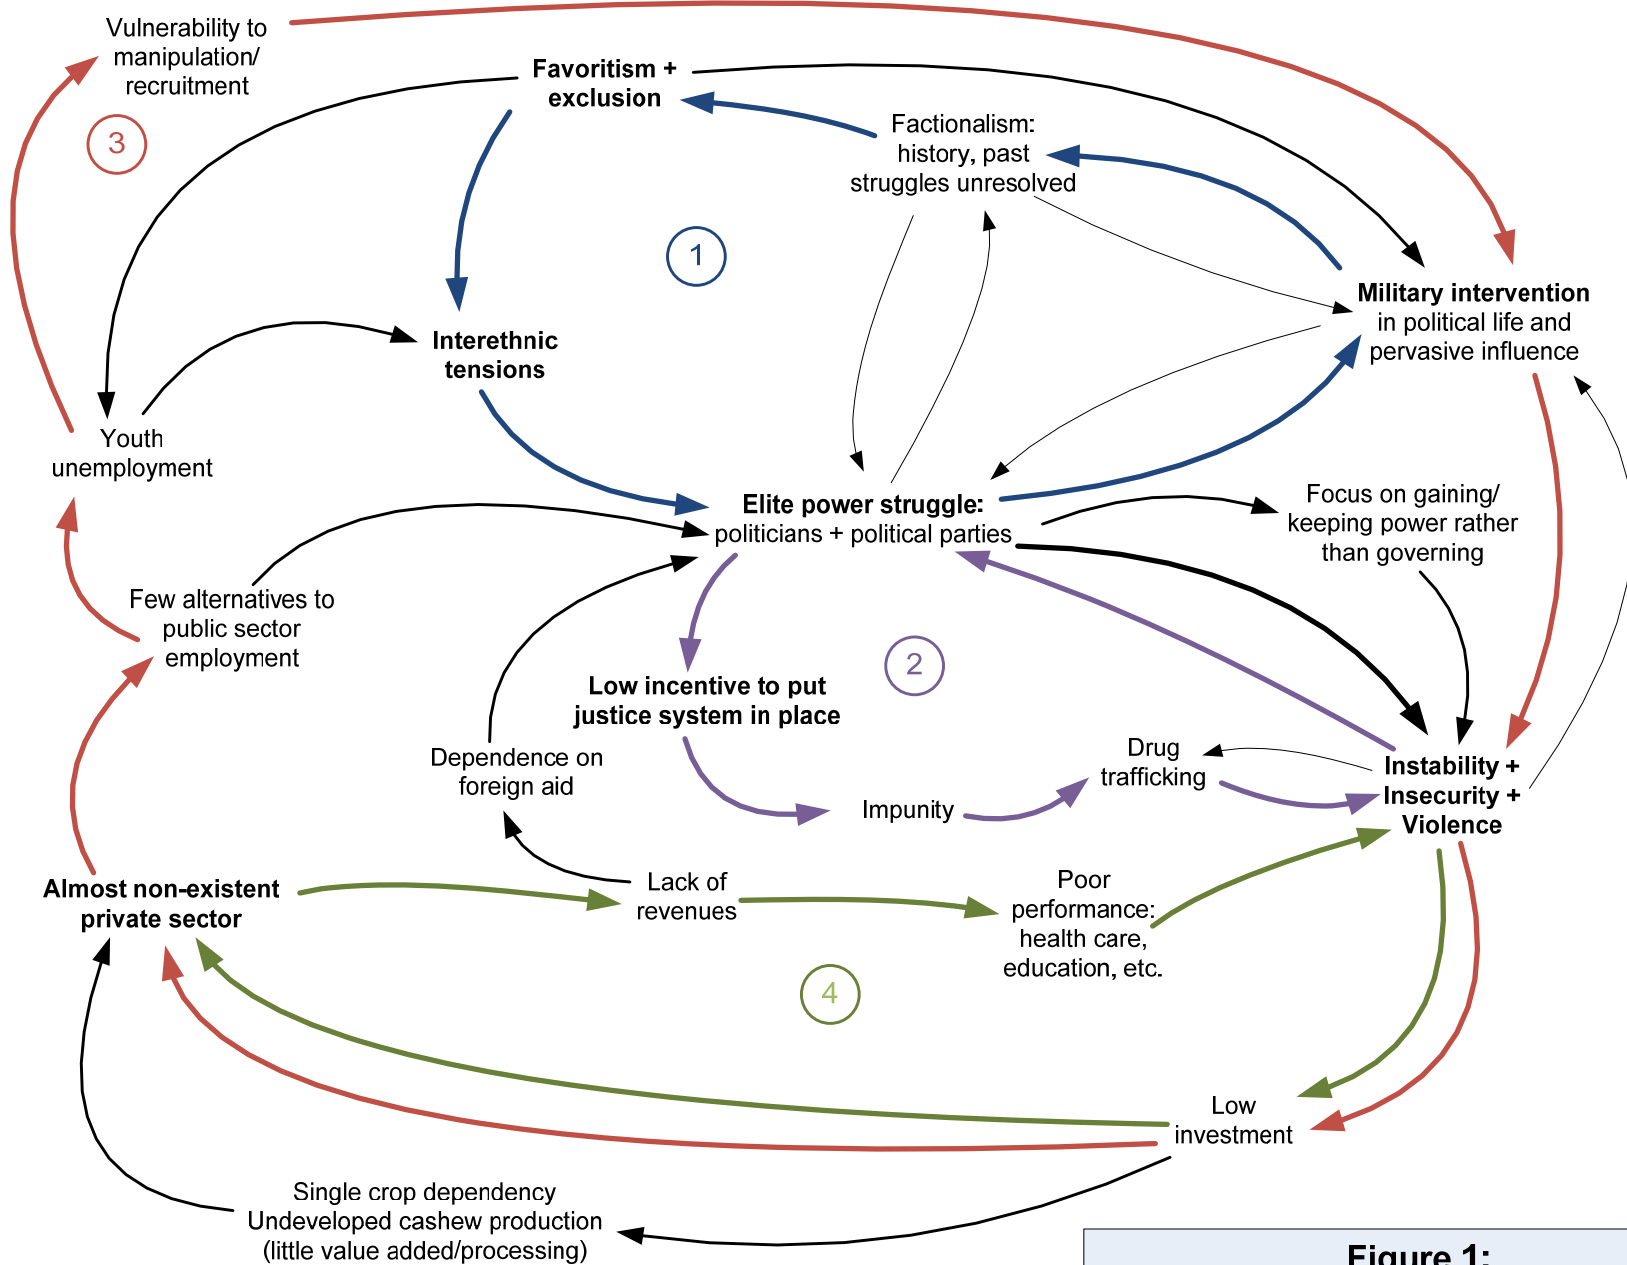 Vulnerability to
manipulation/
recruitment
3
Favoritism +
exclusion
Factionalism:
history, past
struggles unresolved
1
Military intervention
in political life and
pervasive influence
Interethnic
tensions
Youth
unemployment
Elite power struggle:
politicians + political parties
Focus on gaining/
keeping power rather
than governing
Few alternatives to
public sector
employment
2
Low incentive to put
justice system in place
Dependence on
foreign aid
Drug
trafficking
Impunity
Instability +
Insecurity +
Violence
Almost non-existent
private sector
Lack of
revenues
Poor
performance:
health care,
education, etc.
4
Low
investment
Single crop dependency
Undeveloped cashew production
(little value added/processing)
Figure 1: